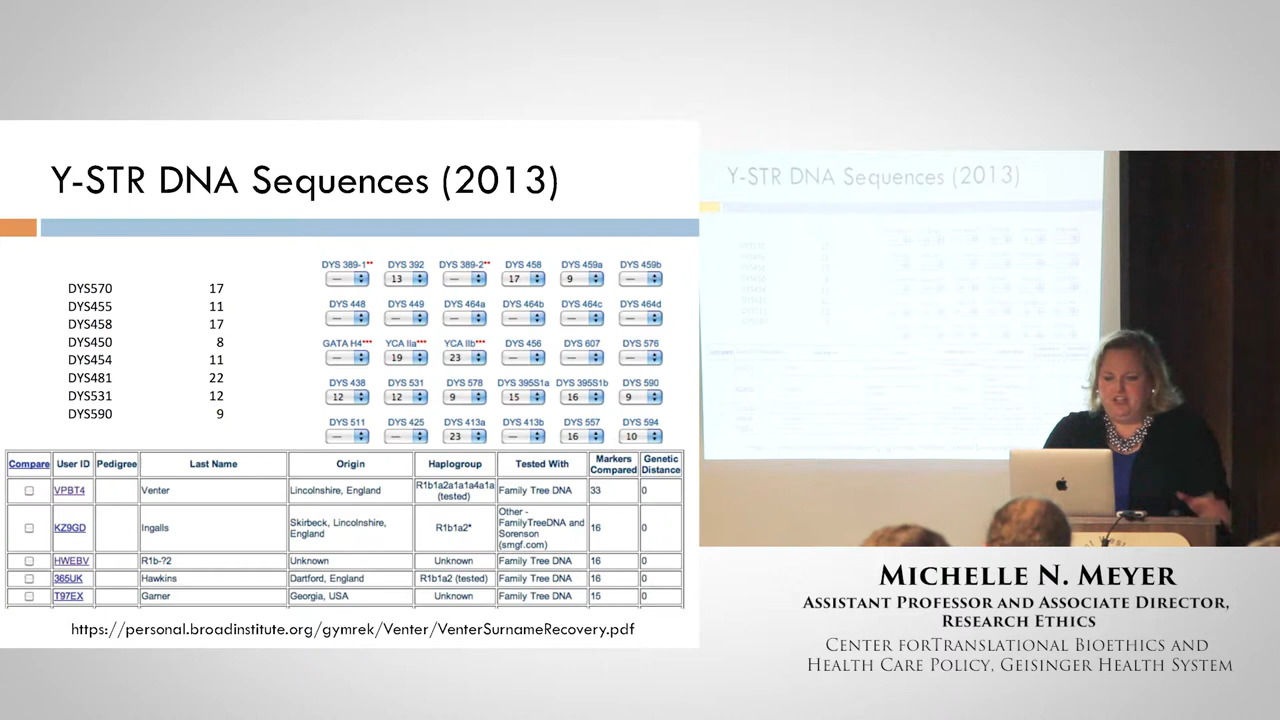 Y-STR DNA Sequences (2013)
DYS570 17
DYS455 11
DYS458 17
DYS450 8
DYS454 11
DYS481 22
DYS531 12
DYS590 9
DYS 389-1** DYS 392 DYS 389-2** DYS 458 DYS 459a DYS 459b
— 13 — 17 9 —
DYS 448 DYS 449 DYS 464a DYS 464b DYS 464c DYS 464d
— — — — — —
GATA H4*** YCA IIa*** YCA IIb*** DYS 456 DYS 607 DYS 576
— 19 23 — — —
DYS 438 DYS 531 DYS 578 DYS 395S1a DYS 395S1b DYS 590
12 12 9 15 16 9
DYS 511 DYS 425 DYS 413a DYS 413b DYS 557 DYS 594
— — 23 — 16 10
Compare User ID Pedigree Last Name Origin Haplogroup Tested With Markers Compared Genetic Distance
VPBT4 Venter Lincolnshire, England R1b1a2a1a1a4a1a (tested) Family Tree DNA 33 0
KZ9GD Ingalls Skirbeck, Lincolnshire, England R1b1a2* Other - FamilyTreeDNA and Sorenson (smgf.com) 16 0
HWEBV R1b-?2 Unknown Unknown Family Tree DNA 16 0
365UK Hawkins Dartford, England R1b1a2 (tested) Family Tree DNA 16 0
T97EX Garner Georgia, USA Unknown Family Tree DNA 15 0
https://personal.broadinstitute.org/gymrek/Venter/VenterSurnameRecovery.pdf
Y-STR DNA Sequences (2013)
MICHELLE N. MEYER
ASSISTANT PROFESSOR AND ASSOCIATE DIRECTOR,
RESEARCH ETHICS
CENTER FORTRANSLATIONAL BIOETHICS AND
HEALTH CARE POLICY, GEISINGER HEALTH SYSTEM